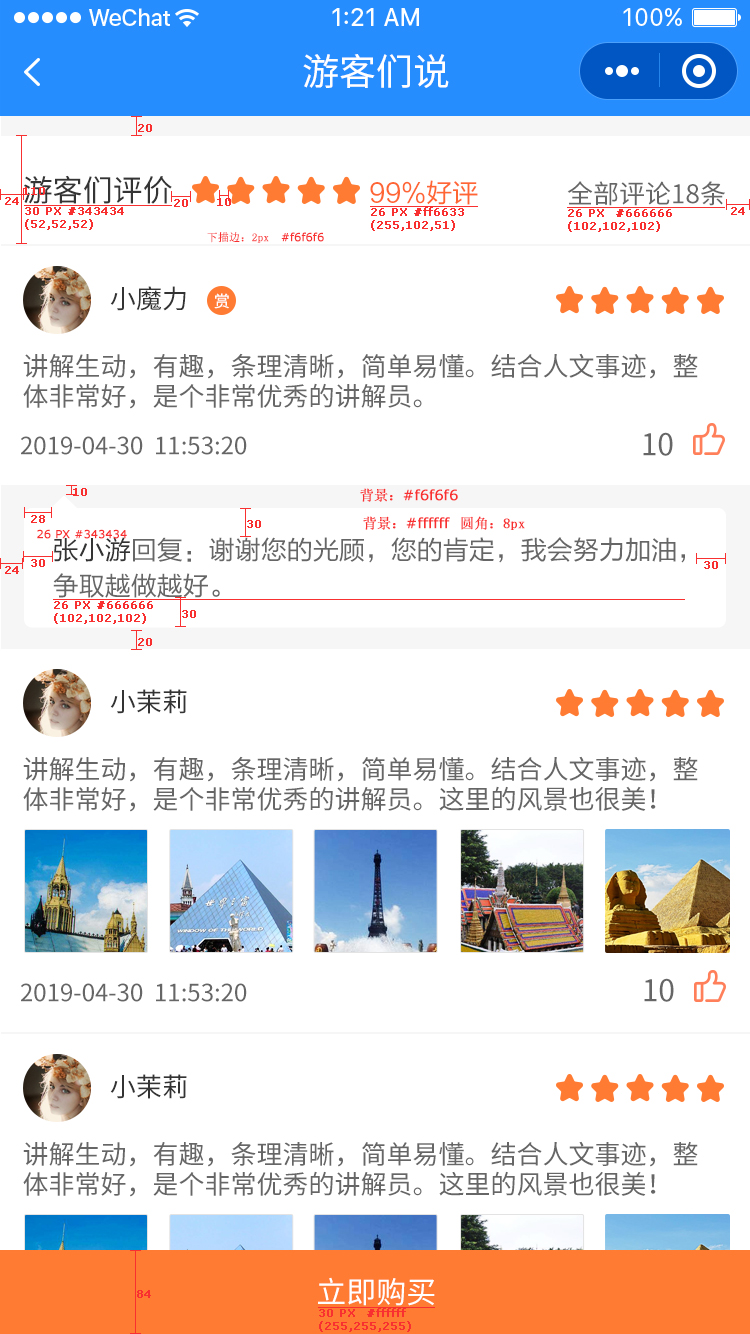 WeChat 1:21 AM 100%
游客们说
20
游客们评价 99%好评 全部评论18条
24 10 20 10 24
30 PX #343434 26 PX #ff6633 26 PX #666666
(52,52,52) (255,102,51) (102,102,102)
下描边：2px #f6f6f6
小魔力 赏
讲解生动，有趣，条理清晰，简单易懂。结合人文事迹，整
体非常好，是个非常优秀的讲解员。
2019-04-30 11:53:20 10
10 背景：#f6f6f6
28 30 背景：#ffffff 圆角：8px
26 PX #343434
张小游回复：谢谢您的光顾，您的肯定，我会努力加油，
24 30 30
争取越做越好。
26 PX #666666
(102,102,102) 30
20
小茉莉
讲解生动，有趣，条理清晰，简单易懂。结合人文事迹，整
体非常好，是个非常优秀的讲解员。这里的风景也很美！
世界之窗
WINDOW OF THE WORLD
2019-04-30 11:53:20 10
小茉莉
讲解生动，有趣，条理清晰，简单易懂。结合人文事迹，整
体非常好，是个非常优秀的讲解员。这里的风景也很美！
84 立即购买
30 PX #ffffff
(255,255,255)